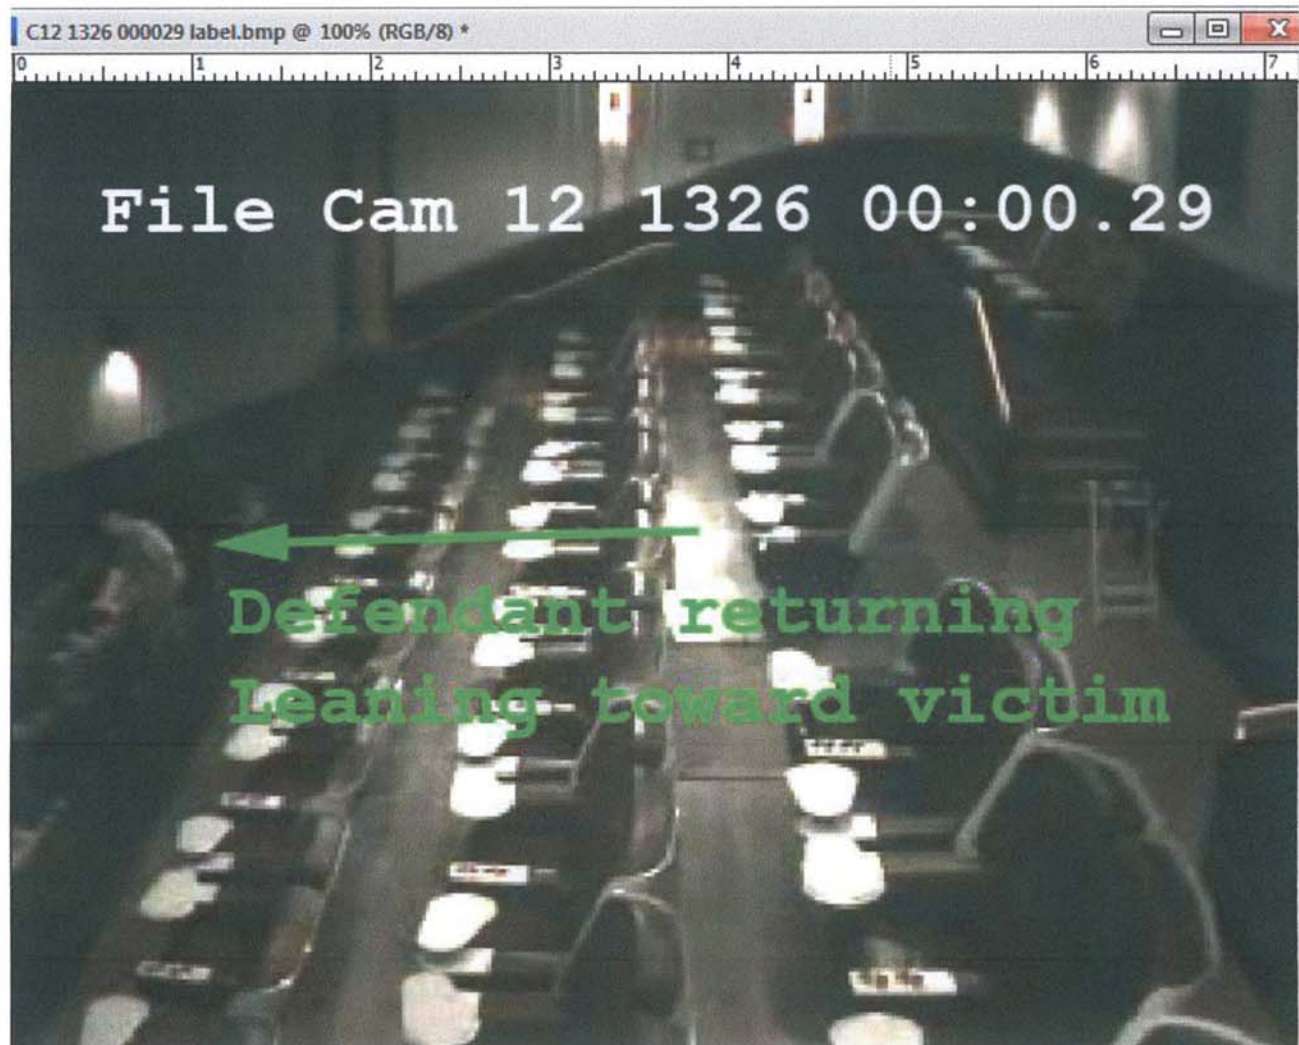 C12 1326 000029 label.bmp @ 100% (RGB/8) *
0 1 2 3 4 5 6 7
File Cam 12 1326 00:00.29
Defendant returning
Leaning toward victim